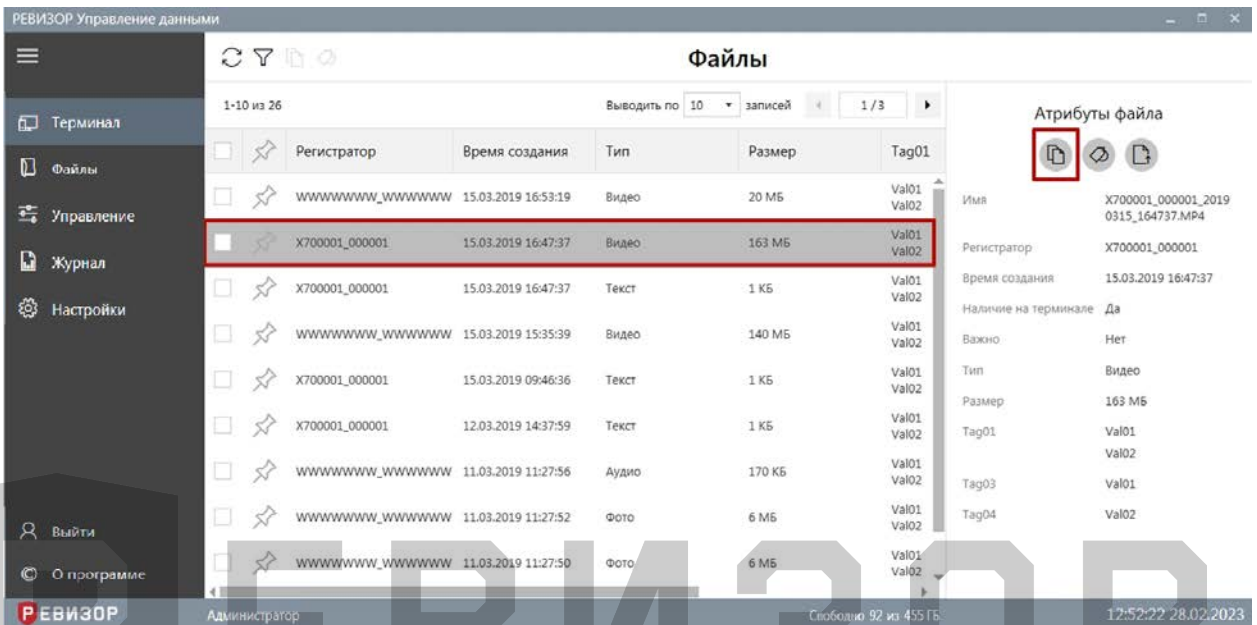 РЕВИЗОР Управление данными
Файлы
Терминал
Файлы
Управление
Журнал
Настройки
Выйти
О программе
1-10 из 26 Выводить по 10 записей 1/3
Регистратор Время создания Тип Размер Tag01
WWWWWWW_WWWWWW 15.03.2019 16:53:19 Видео 20 МБ Val01
Val02
X700001_000001 15.03.2019 16:47:37 Видео 163 МБ Val01
Val02
X700001_000001 15.03.2019 16:47:37 Текст 1 КБ Val01
Val02
WWWWWWW_WWWWWW 15.03.2019 15:35:39 Видео 140 МБ Val01
Val02
X700001_000001 15.03.2019 09:46:36 Текст 1 КБ Val01
Val02
X700001_000001 12.03.2019 14:37:59 Текст 1 КБ Val01
Val02
WWWWWWW_WWWWWW 11.03.2019 11:27:56 Аудио 170 КБ Val01
Val02
WWWWWWW_WWWWWW 11.03.2019 11:27:52 Фото 6 МБ Val01
Val02
WWWWWWW_WWWWWW 11.03.2019 11:27:50 Фото 6 МБ Val01
Val02
Атрибуты файла
Имя X700001_000001_2019
0315_164737.MP4
Регистратор X700001_000001
Время создания 15.03.2019 16:47:37
Наличие на терминале Да
Важно Нет
Тип Видео
Размер 163 МБ
Tag01 Val01
Val02
Tag03 Val01
Tag04 Val02
РЕВИЗОР Администратор Свободно 92 из 455 ГБ 12:52:22 28.02.2023
РЕВИЗОР